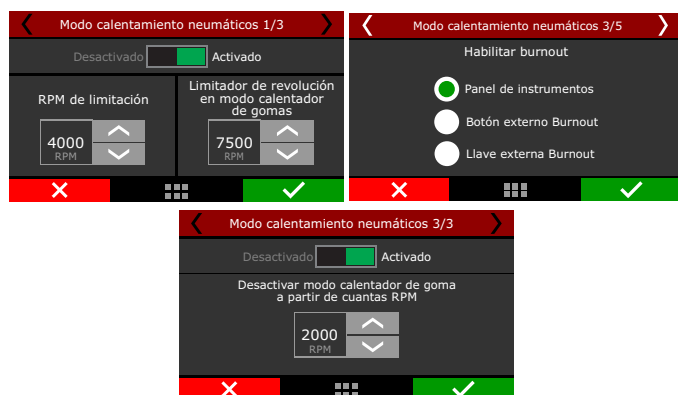 Modo calentamiento neumáticos 1/3
Desactivado Activado
RPM de limitación
4000
RPM
Limitador de revolución
en modo calentador
de gomas
7500
RPM
Modo calentamiento neumáticos 3/5
Habilitar burnout
Panel de instrumentos
Botón externo Burnout
Llave externa Burnout
Modo calentamiento neumáticos 3/3
Desactivado Activado
Desactivar modo calentador de goma
a partir de cuantas RPM
2000
RPM